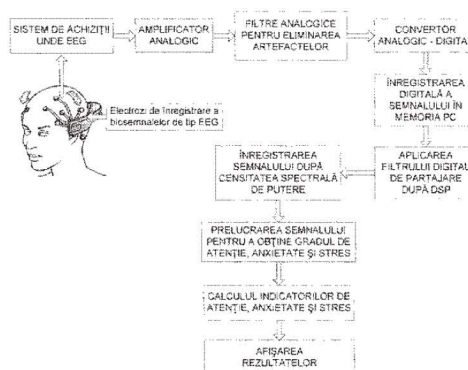 SISTEM DE ACHIZIȚII
UNDE EEG
AMPLIFICATOR
ANALOGIC
FILTRE ANALOGICE
PENTRU ELIMINAREA
ARTEFACTELOR
CONVERTOR
ANALOGIC - DIGITAL
Electrozi de înregistrare a
biosemnalelor de tip EEG
ÎNREGISTRAREA
DIGITALĂ A
SEMNALULUI ÎN
MEMORIA PC
APLICAREA
FILTRULUI DIGITAL
DE PARTAJARE
DUPĂ DSP
ÎNREGISTRAREA
SEMNALULUI DUPĂ
CENSITATEA SPECTRALĂ
DE PUTERE
PRELUCRAREA SEMNALULUI
PENTRU A OBȚINE GRADUL DE
ATENȚIE, ANXIETATE ȘI STRES
CALCULUL INDICATORILOR DE
ATENȚIE, ANXIETATE ȘI STRES
AFIȘAREA
REZULTATELOR